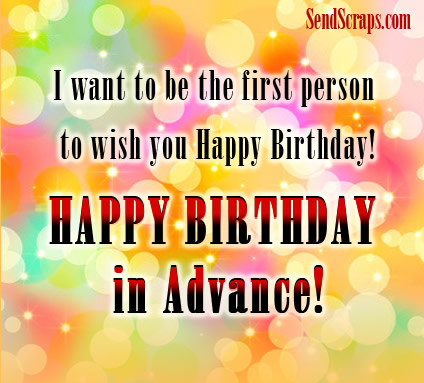 SendScraps.com
I want to be the first person
to wish you Happy Birthday!
HAPPY BIRTHDAY
in Advance!